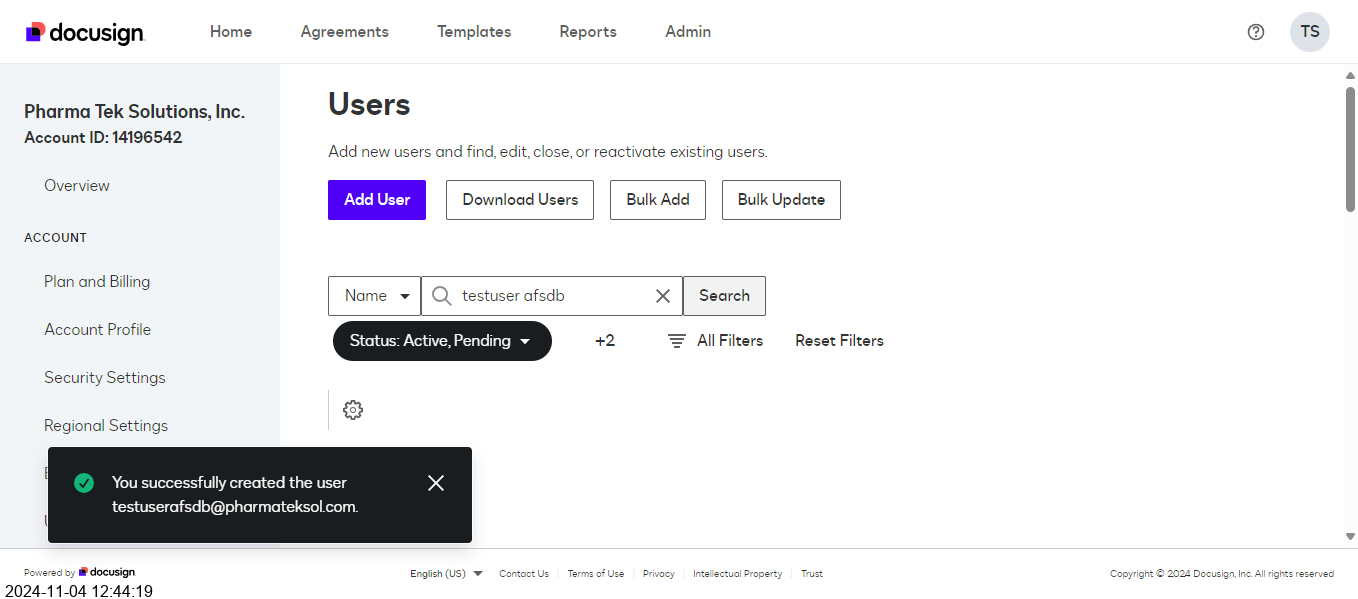 docusign
Home
Agreements
Templates
Reports
Admin
TS
Pharma Tek Solutions, Inc.
Account ID: 14196542
Overview
ACCOUNT
Plan and Billing
Account Profile
Security Settings
Regional Settings
Users
Add new users and find, edit, close, or reactivate existing users.
Add User
Download Users
Bulk Add
Bulk Update
Name
testuser afsdb
Search
Status: Active, Pending
+2
All Filters
Reset Filters
You successfully created the user
testuserafsdb@pharmateksol.com.
Powered by docusign
English (US)
Contact Us
Terms of Use
Privacy
Intellectual Property
Trust
Copyright © 2024 Docusign, Inc. All rights reserved
2024-11-04 12:44:19